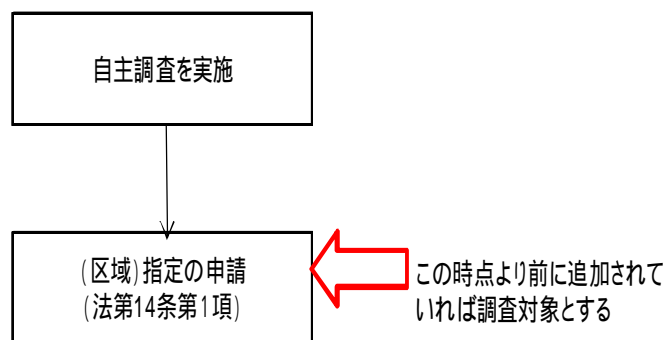 自主調査を実施
(区域)指定の申請
(法第14条第1項)
この時点より前に追加されて
いれば調査対象とする